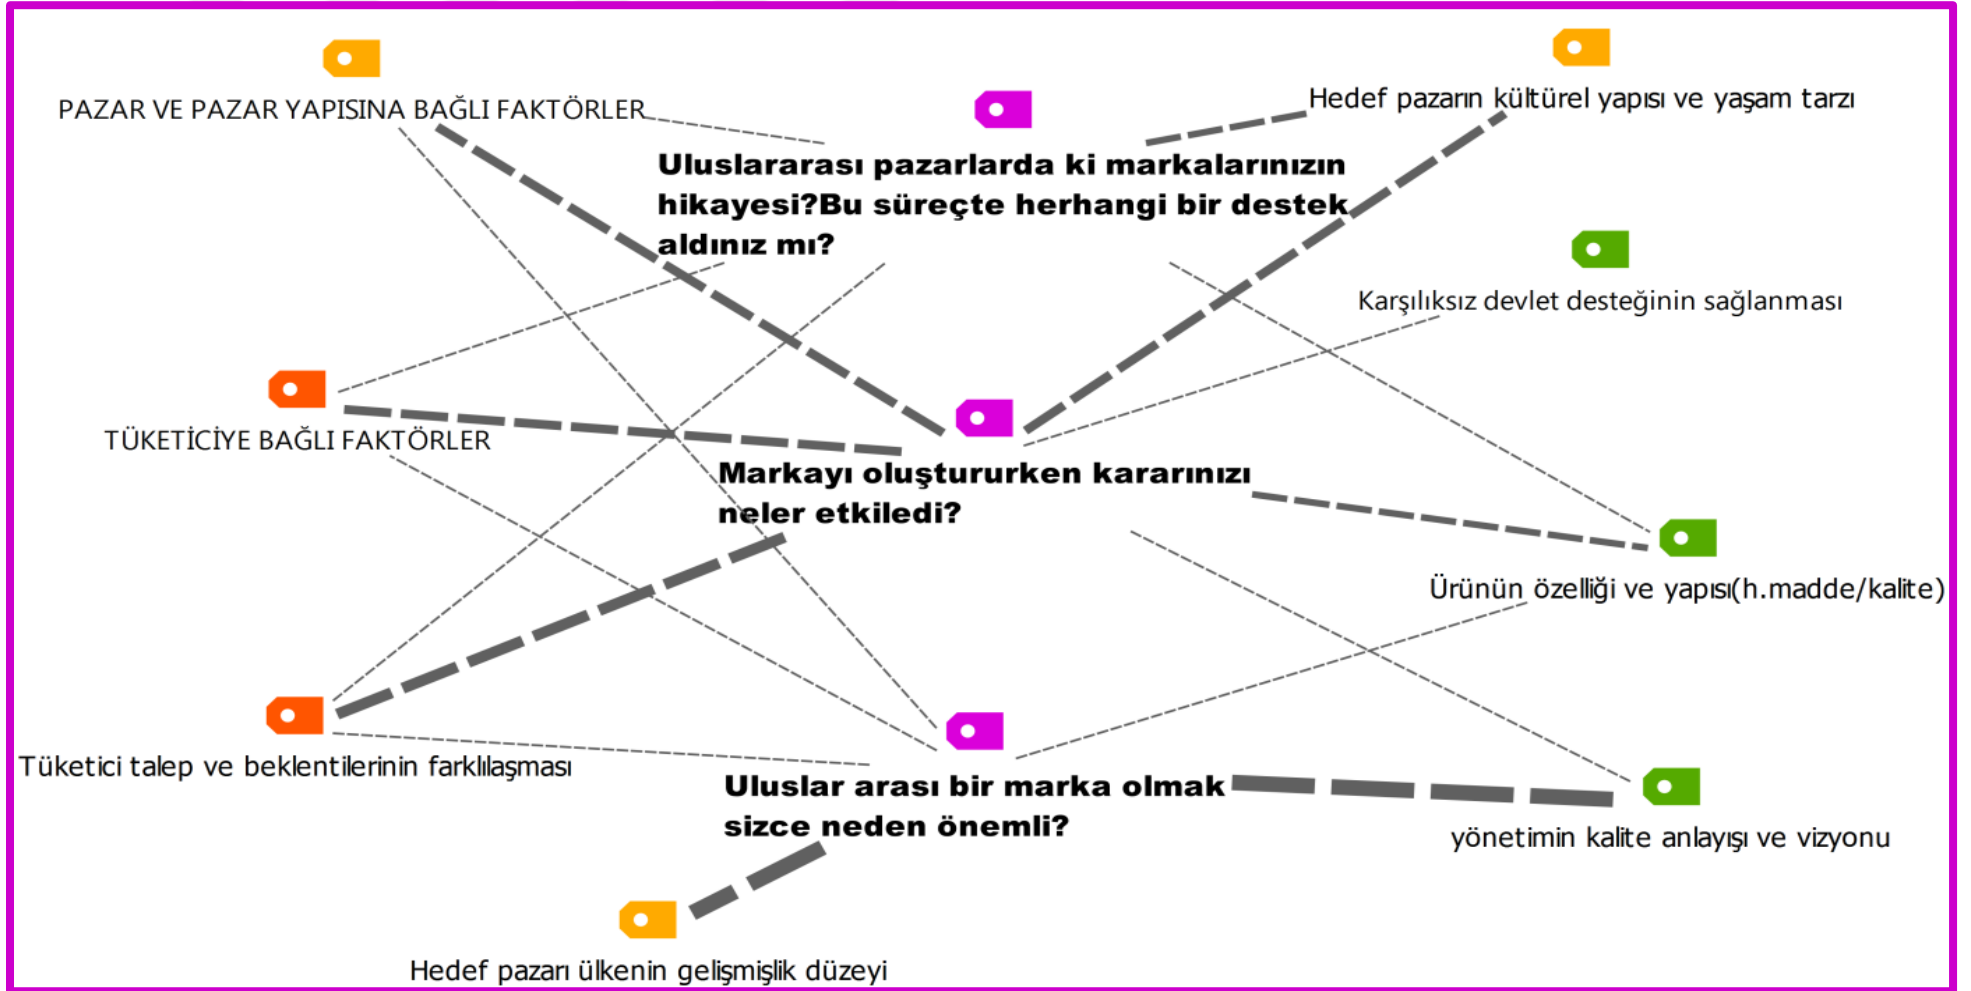 PAZAR VE PAZAR YAPISINA BAĞLI FAKTÖRLER
Hedef pazarın kültürel yapısı ve yaşam tarzı
Uluslararası pazarlarda ki markalarınızın
hikayesi?Bu süreçte herhangi bir destek
aldınız mı?
Karşılıksız devlet desteğinin sağlanması
TÜKETİCİYE BAĞLI FAKTÖRLER
Markayı oluştururken kararınızı
neler etkiledi?
Ürünün özelliği ve yapısı(h.madde/kalite)
Tüketici talep ve beklentilerinin farklılaşması
Uluslar arası bir marka olmak
sizce neden önemli?
yönetimin kalite anlayışı ve vizyonu
Hedef pazarı ülkenin gelişmişlik düzeyi